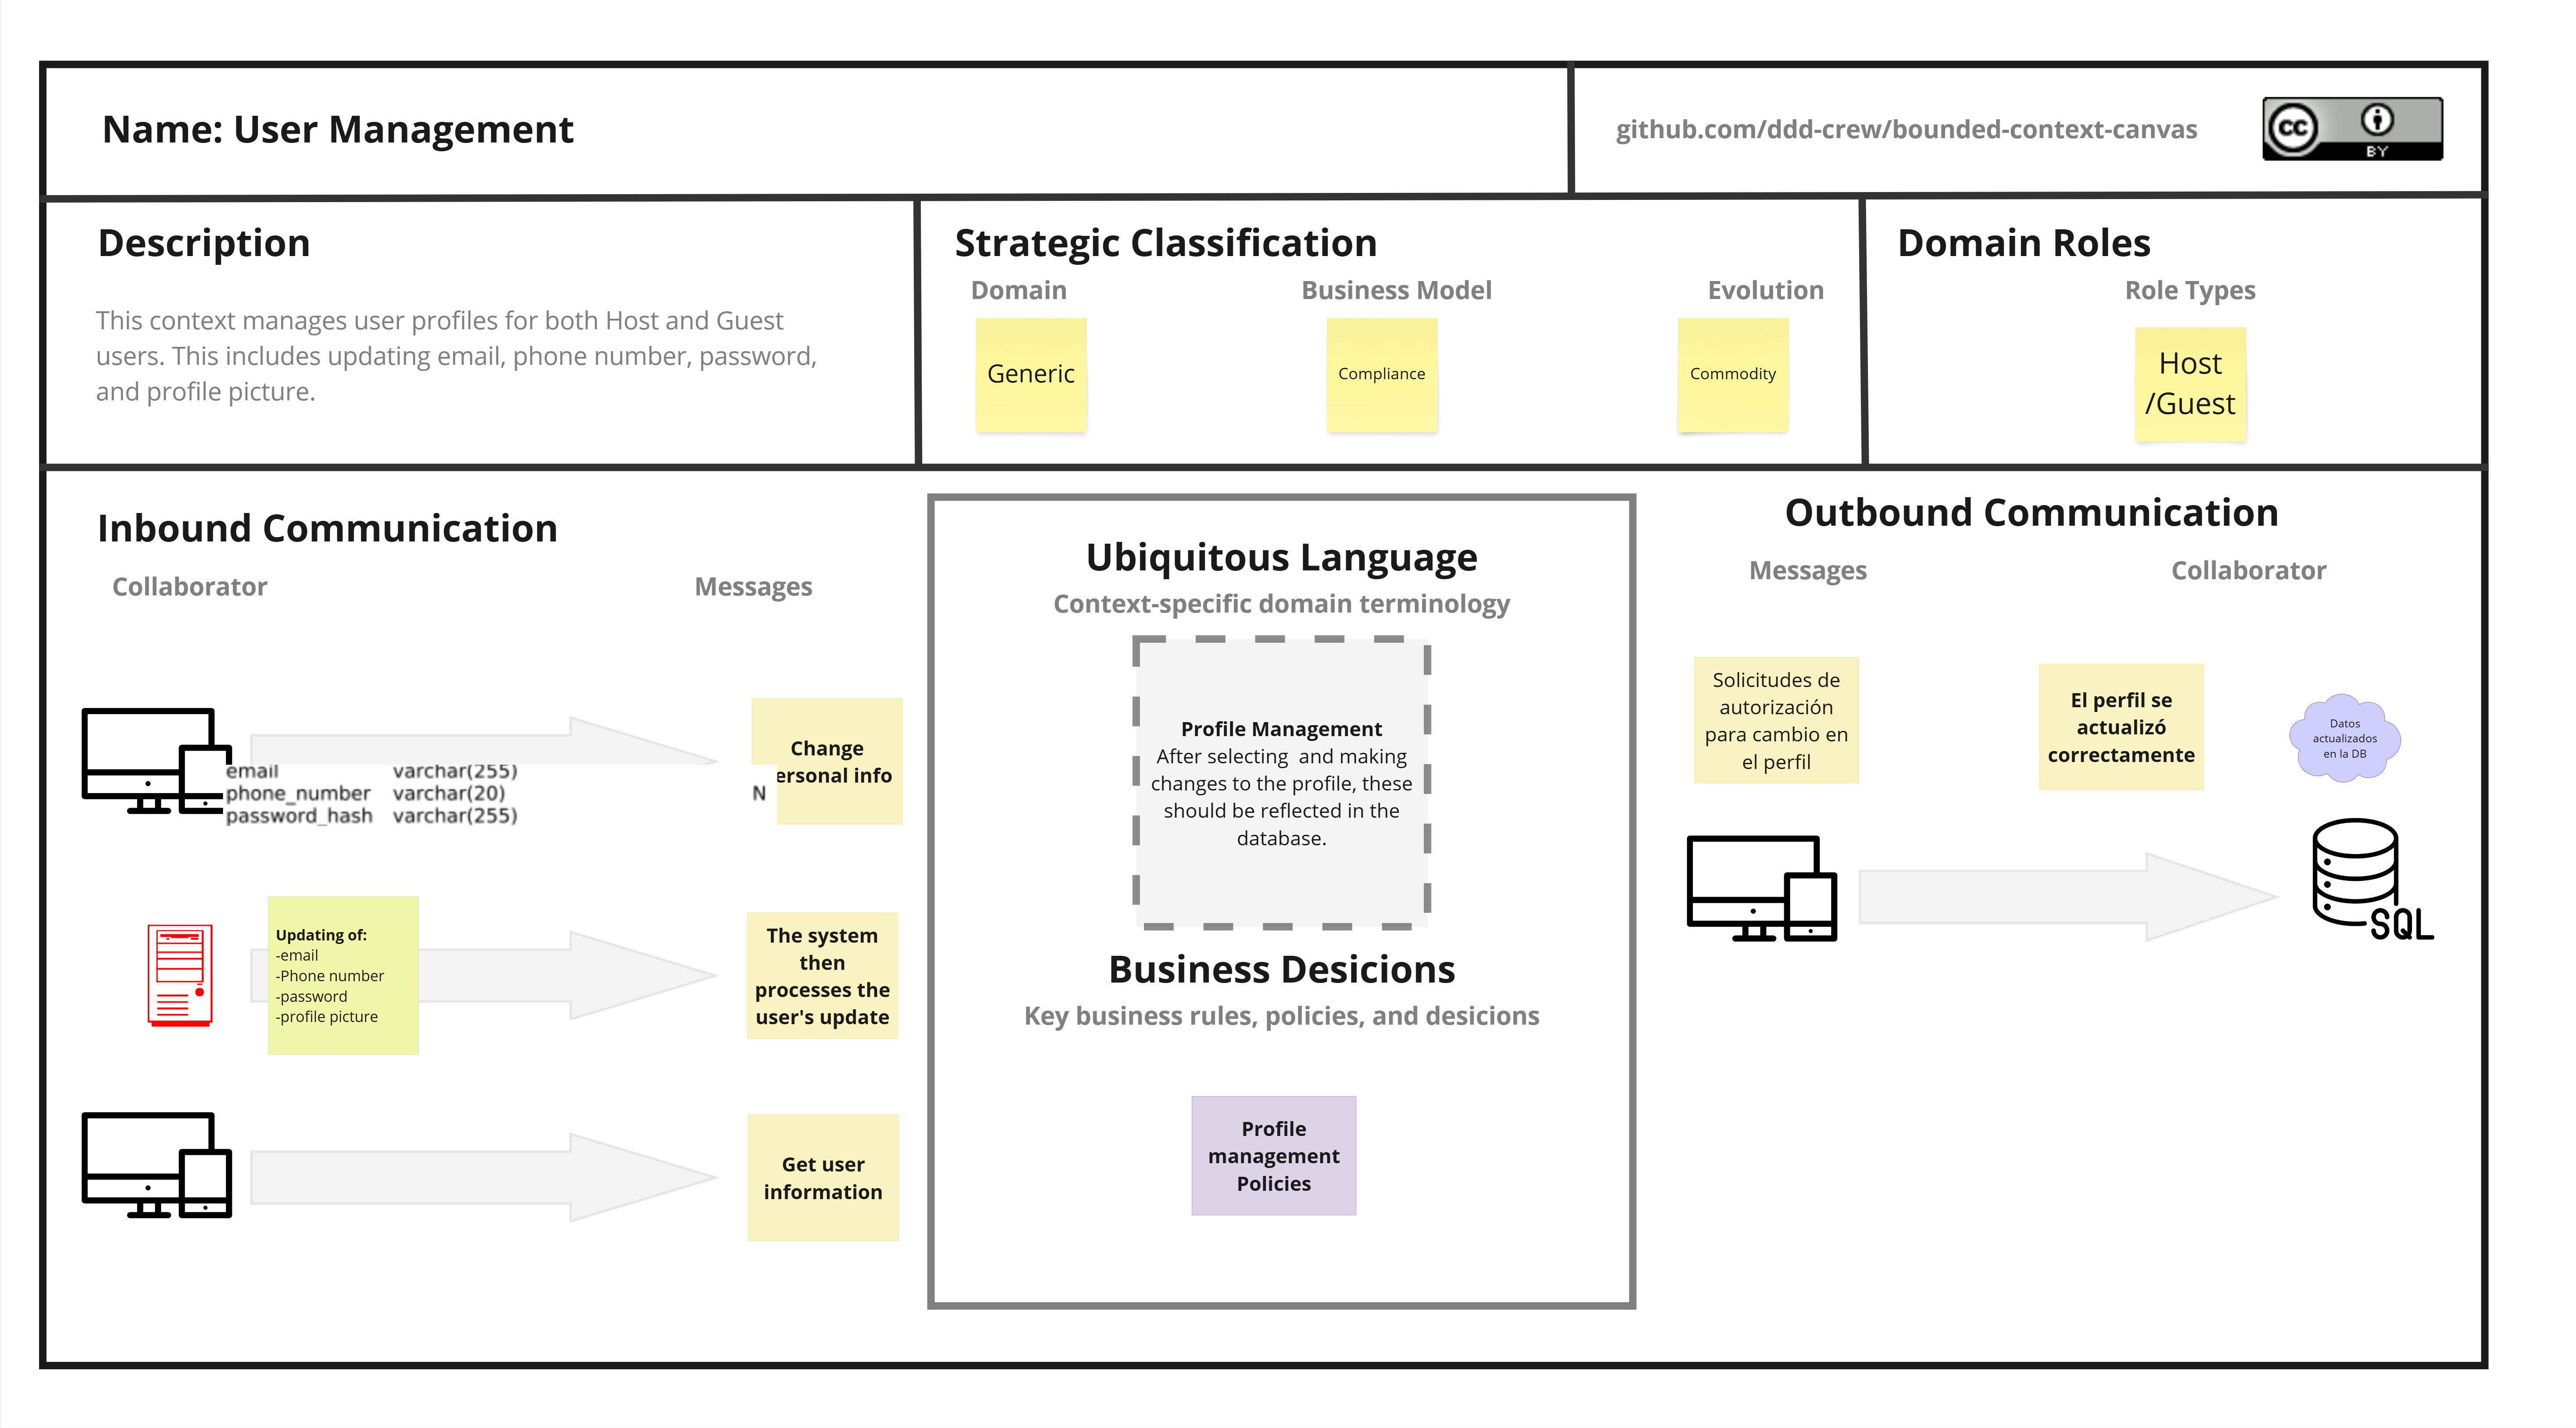 Name: User Management
github.com/ddd-crew/bounded-context-canvas
cc
BY
Description
This context manages user profiles for both Host and Guest
users. This includes updating email, phone number, password,
and profile picture.
Strategic Classification
Domain
Business Model
Evolution
Generic
Compliance
Commodity
Domain Roles
Role Types
Host
/Guest
Inbound Communication
Collaborator
Messages
Change
ersonal info
email varchar(255)
phone_number varchar(20) N
password_hash varchar(255)
Updating of:
-email
-Phone number
-password
-profile picture
The system
then
processes the
user's update
Get user
information
Ubiquitous Language
Context-specific domain terminology
Profile Management
After selecting and making
changes to the profile, these
should be reflected in the
database.
Business Desicions
Key business rules, policies, and desicions
Profile
management
Policies
Outbound Communication
Messages
Collaborator
Solicitudes de
autorización
para cambio en
el perfil
El perfil se
actualizó
correctamente
Datos
actualizados
en la DB
SQL